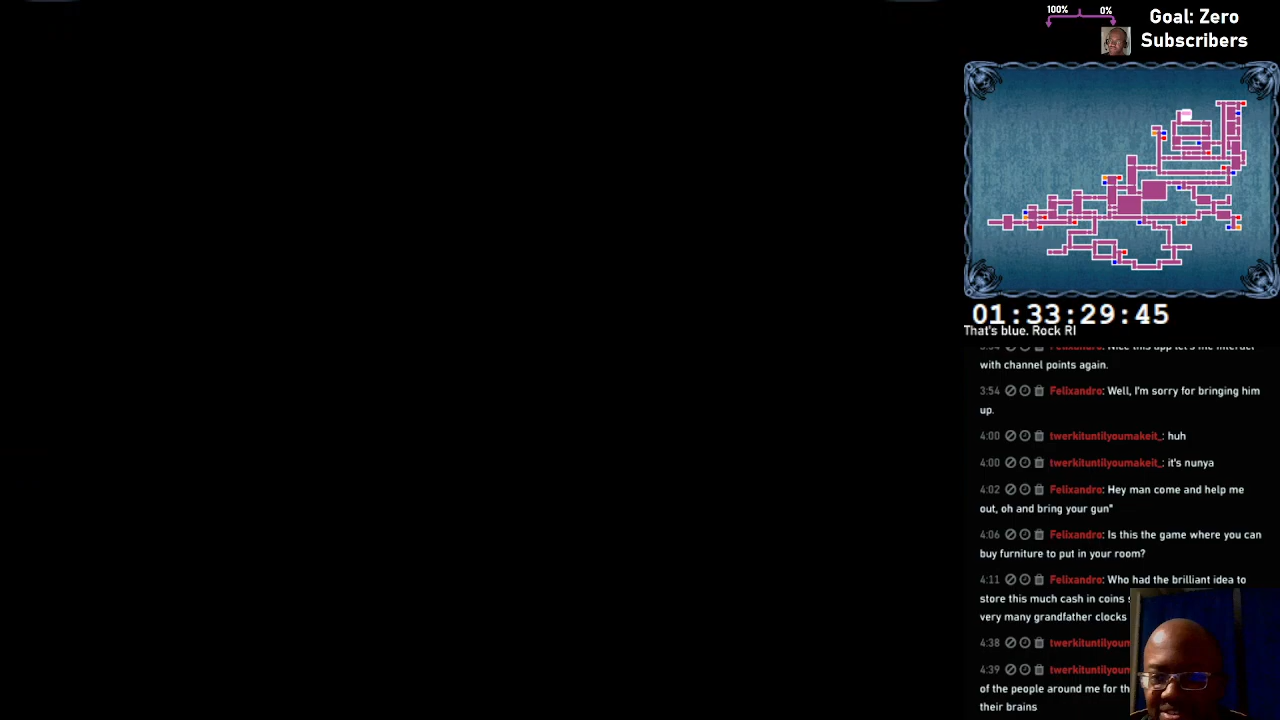 100%
0%
Goal: Zero
Subscribers
01:33:29:45
That's blue. Rock RI
with channel points again.
3:54 Felixandro: Well, I'm sorry for bringing him
up.
4:00 twerkituntilyoumakeit_: huh
4:00 twerkituntilyoumakeit_: it's nunya
4:02 Felixandro: Hey man come and help me
out, oh and bring your gun"
4:06 Felixandro: Is this the game where you can
buy furniture to put in your room?
4:11 Felixandro: Who had the brilliant idea to
store this much cash in coins
very many grandfather clocks
4:38 twerkituntilyoum
4:39 twerkituntilyoum
of the people around me for th
their brains